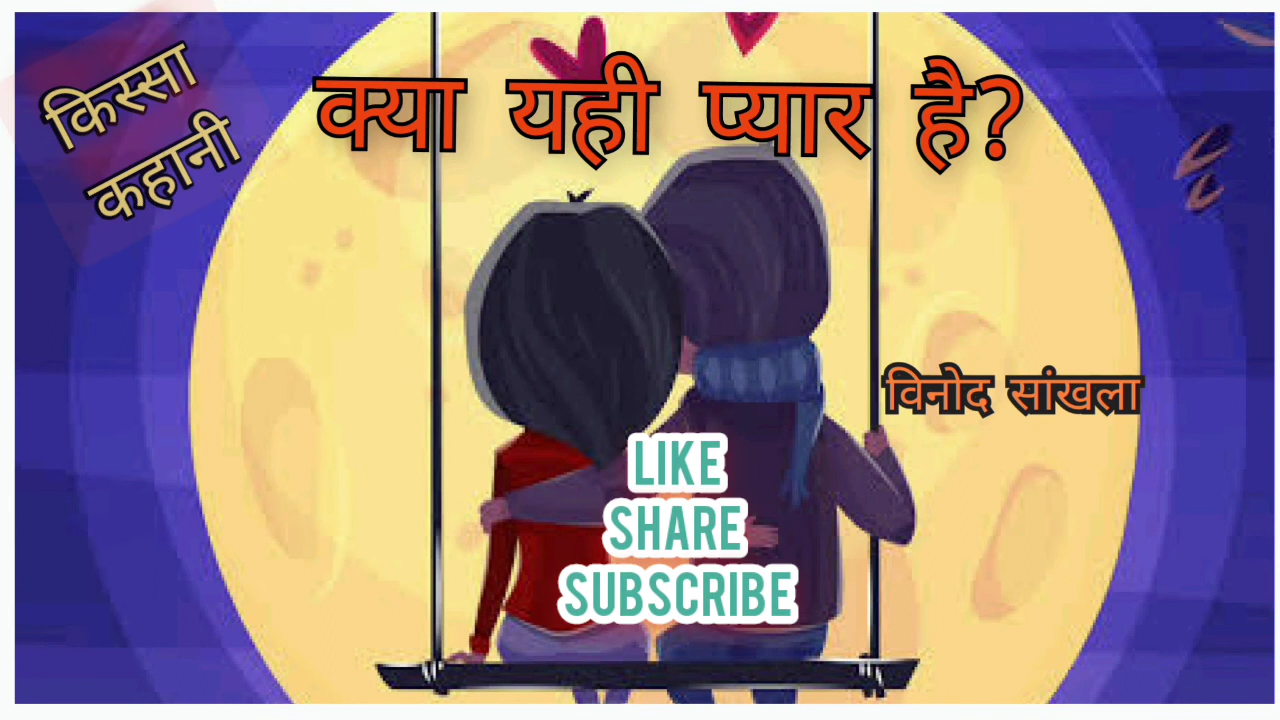 किस्सा
कहानी
क्या यही प्यार है?
विनोद सांखला
LIKE
SHARE
SUBSCRIBE